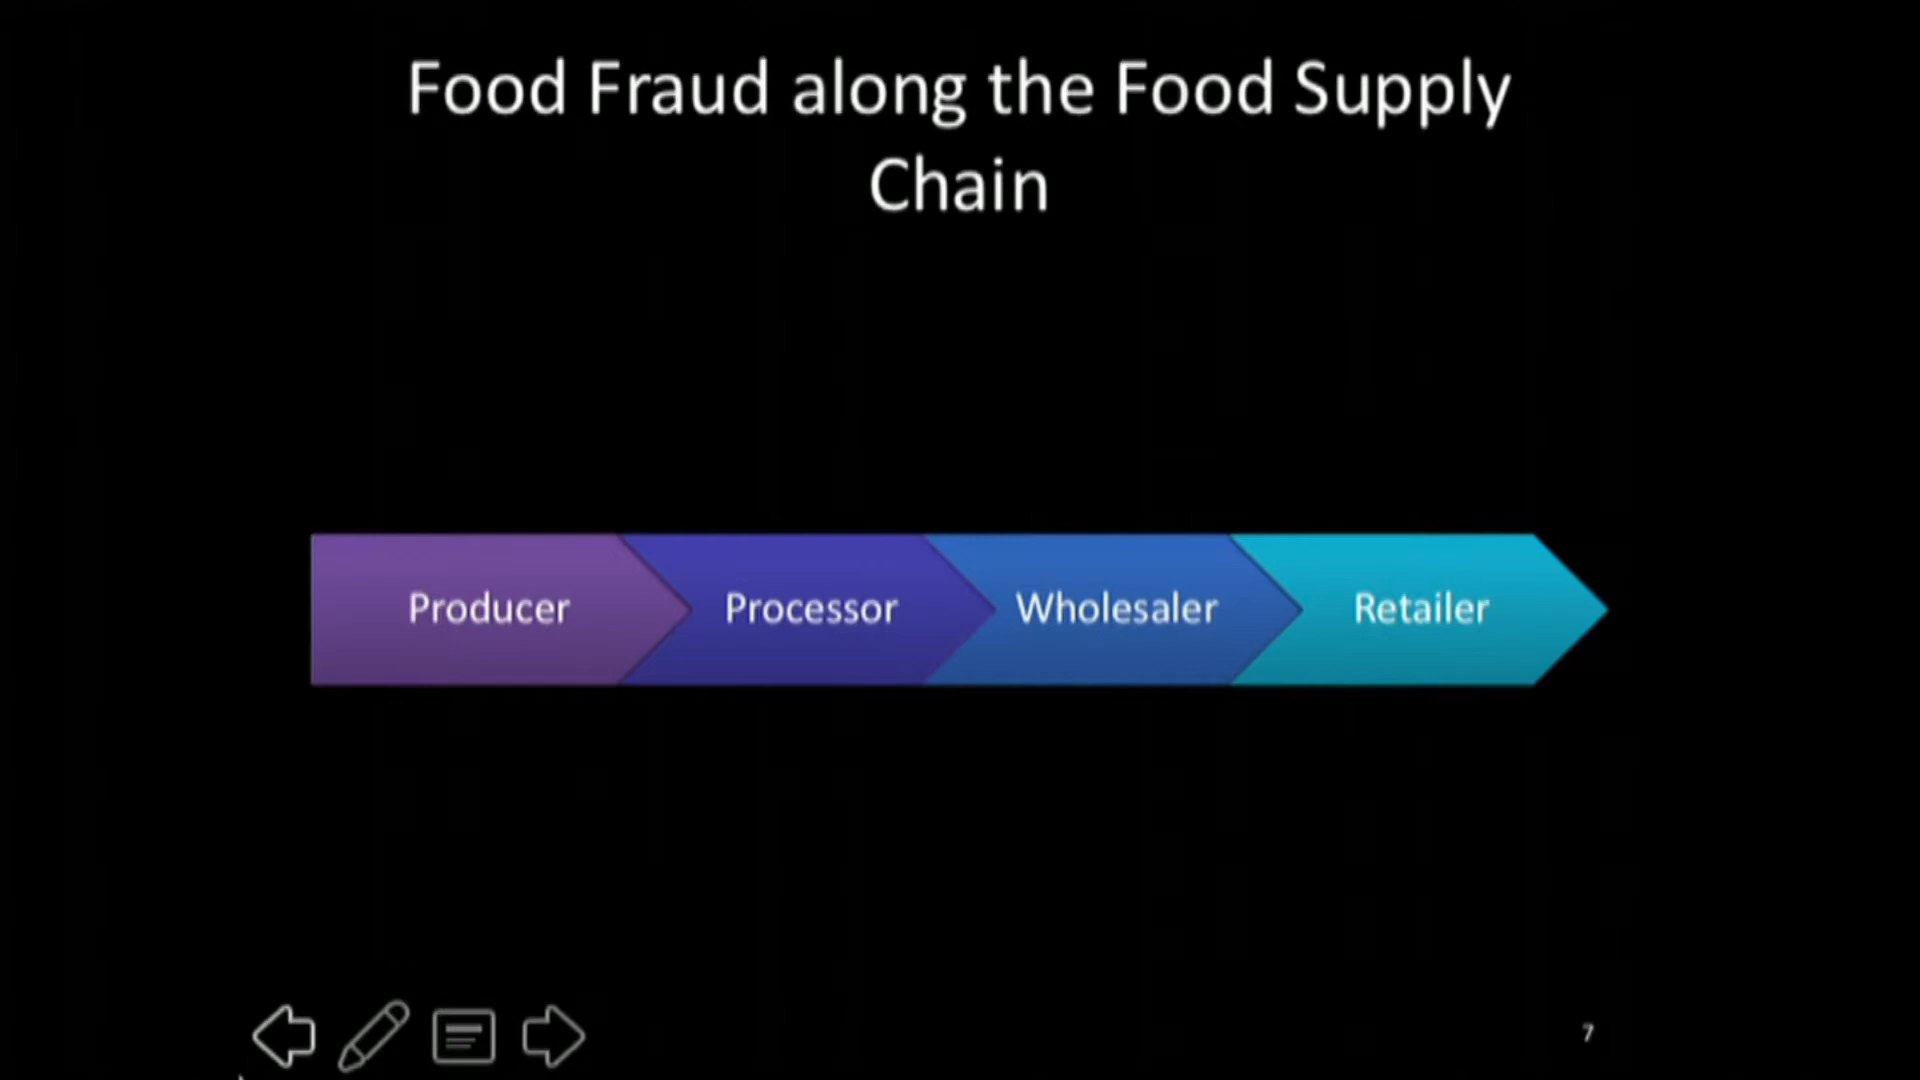 Food Fraud along the Food Supply
Chain
Producer
Processor
Wholesaler
Retailer
7